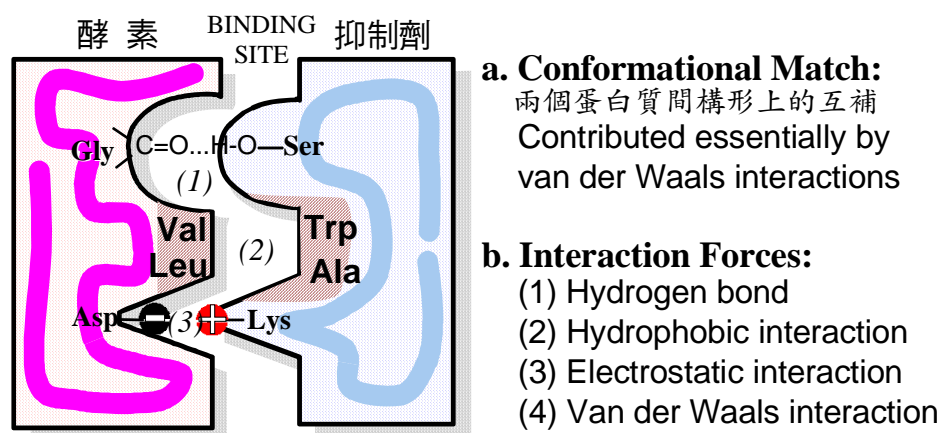 酵 素
BINDING
SITE
抑制劑
Gly C=O...H-O—Ser
(1)
Val
Leu
(2)
Trp
Ala
Asp − (3) + Lys
a. Conformational Match:
兩個蛋白質間構形上的互補
Contributed essentially by
van der Waals interactions
b. Interaction Forces:
(1) Hydrogen bond
(2) Hydrophobic interaction
(3) Electrostatic interaction
(4) Van der Waals interaction